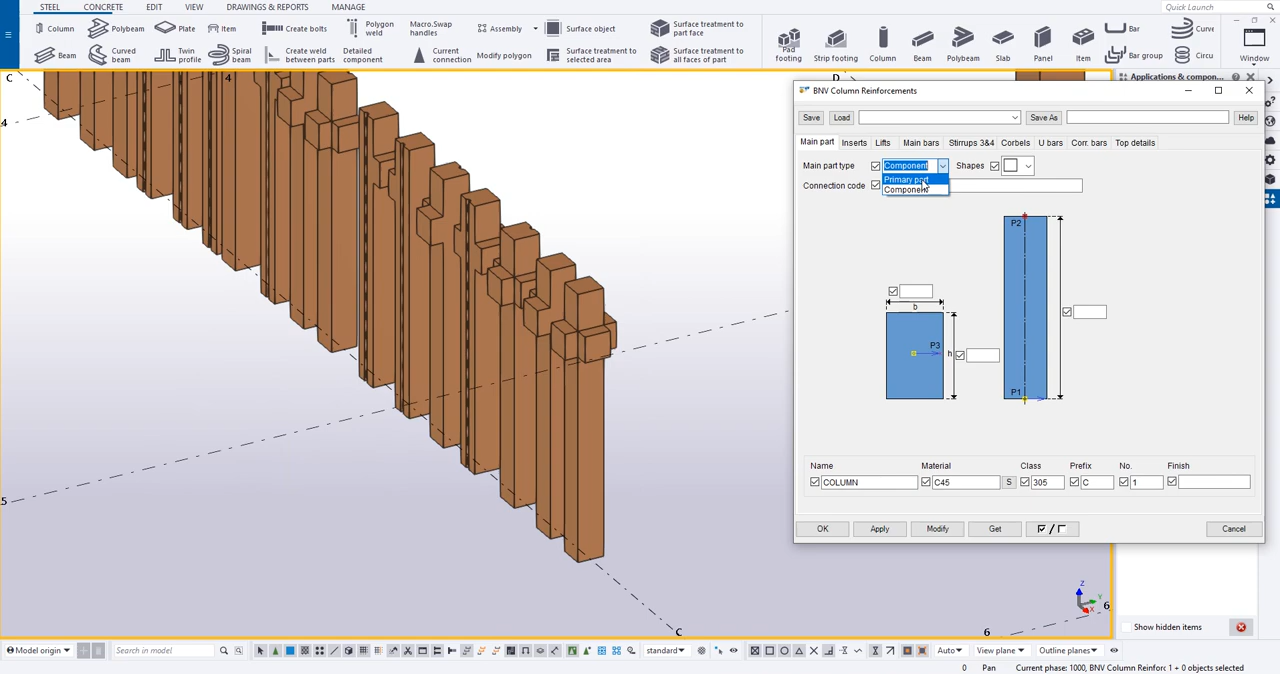 STEEL CONCRETE EDIT VIEW DRAWINGS & REPORTS MANAGE Quick Launch
Column Polybeam Plate Item Create bolts Polygon weld Macro.Swap handles Assembly Surface object Surface treatment to part face Bar Curve
Beam Curved beam Twin profile Spiral beam Create weld between parts Detailed component Current connection Modify polygon Surface treatment to selected area Surface treatment to all faces of part Pad footing Strip footing Column Beam Polybeam Slab Panel Item Bar group Circu Window
C 4 D Applications & compon...
BNV Column Reinforcements
Save Load Save As Help
Main part Inserts Lifts Main bars Stirrups 3&4 Corbels U bars Corr. bars Top details
Main part type Component Shapes
Primary part
Connection code Component
4
P2
b
P3 h
P1
5
Name Material Class Prefix No. Finish
COLUMN C45 S 305 C 1
OK Apply Modify Get Cancel
Z
Y
X
6
C 6
Show hidden items
Model origin Search in model standard Auto View plane Outline planes
0 Pan Current phase: 1000, BNV Column Reinforc 1 + 0 objects selected